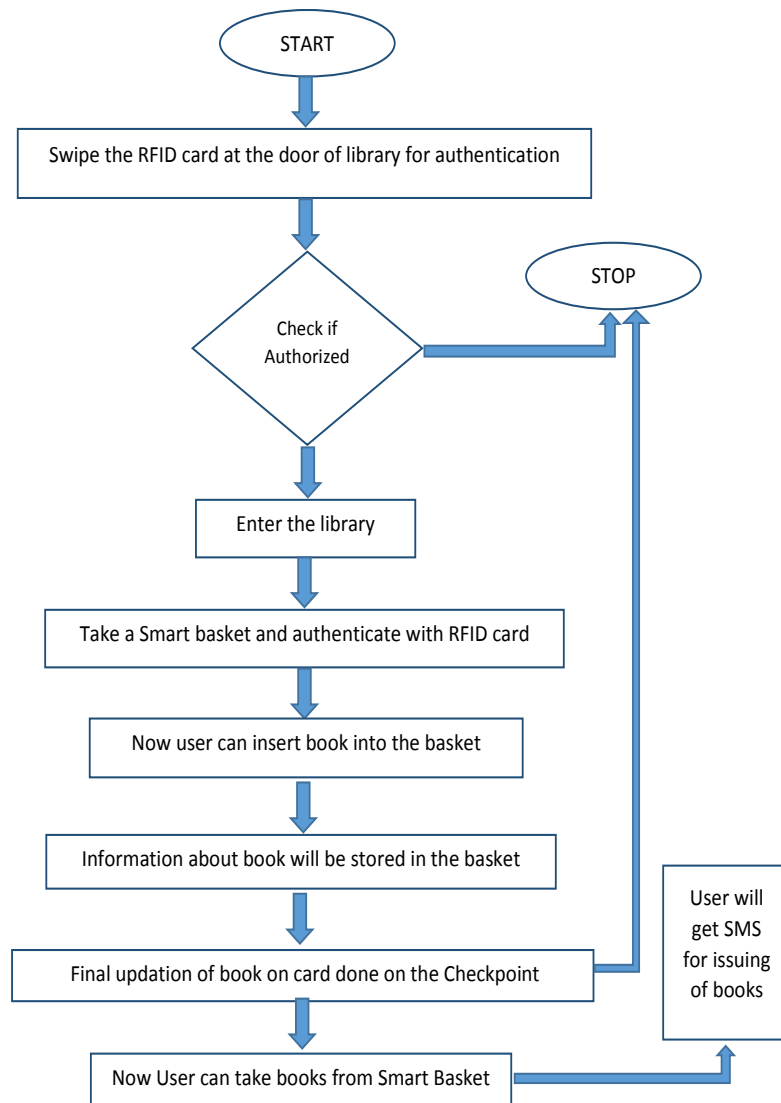 START
Swipe the RFID card at the door of library for authentication
STOP
Check if
Authorized
Enter the library
Take a Smart basket and authenticate with RFID card
Now user can insert book into the basket
Information about book will be stored in the basket
User will
get SMS
for issuing
of books
Final updation of book on card done on the Checkpoint
Now User can take books from Smart Basket